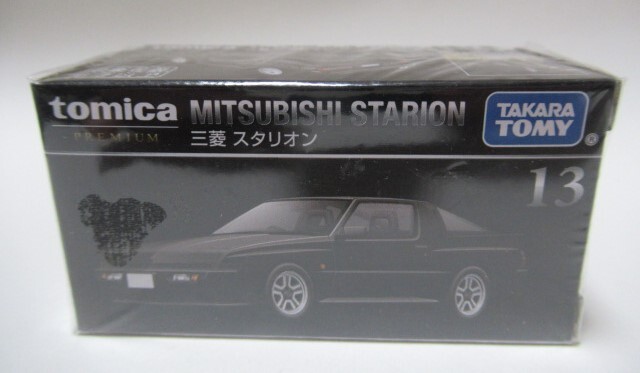 tomica
PREMIUM
MITSUBISHI STARION
三菱 スタリオン
TAKARA
TOMY
®
13